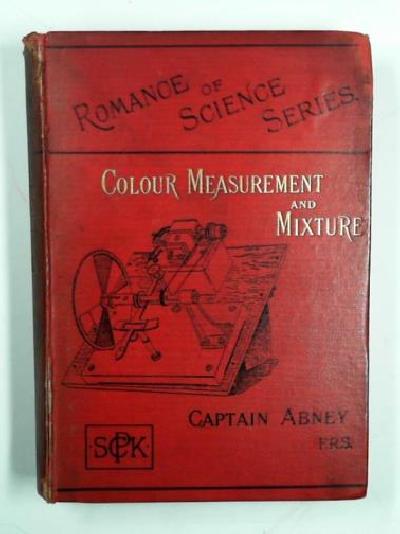 ROMANCE OF
SCIENCE
SERIES.
COLOUR MEASUREMENT
AND
MIXTURE
CAPTAIN ABNEY
F.R.S.
·SPCK·